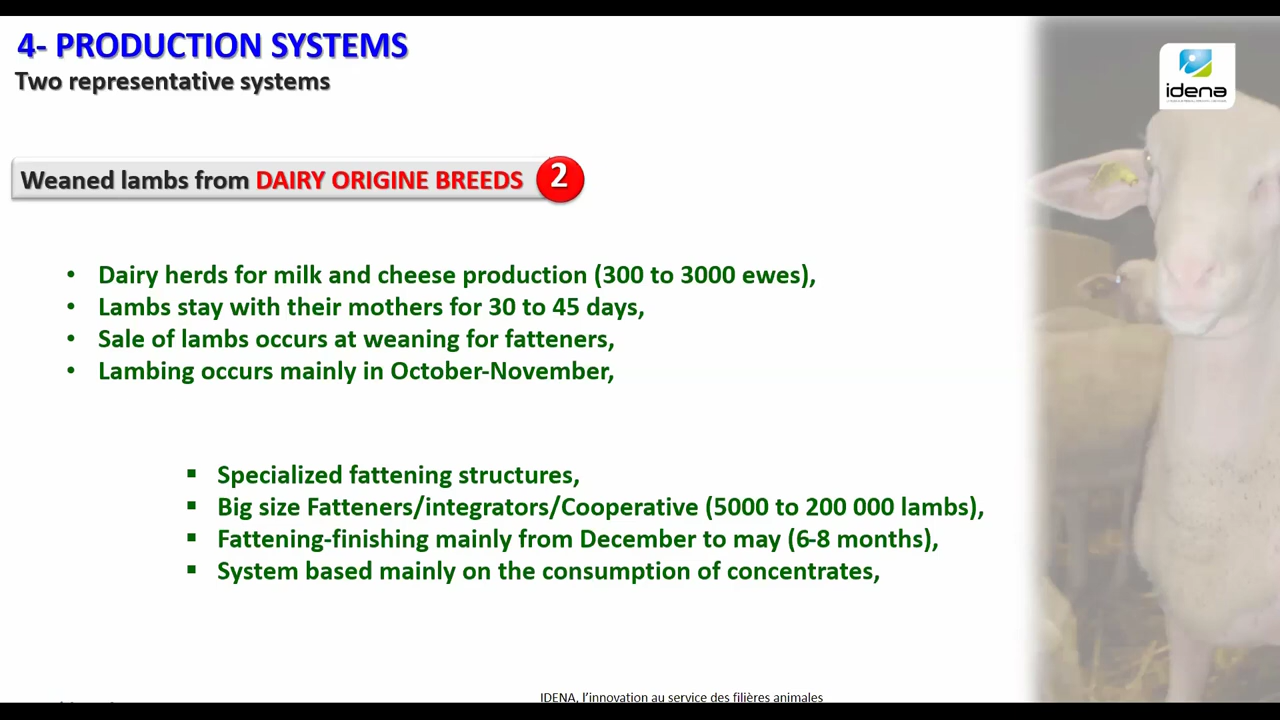 4- PRODUCTION SYSTEMS
Two representative systems
idena
Weaned lambs from DAIRY ORIGINE BREEDS 2
• Dairy herds for milk and cheese production (300 to 3000 ewes),
• Lambs stay with their mothers for 30 to 45 days,
• Sale of lambs occurs at weaning for fatteners,
• Lambing occurs mainly in October-November,
▪ Specialized fattening structures,
▪ Big size Fatteners/integrators/Cooperative (5000 to 200 000 lambs),
▪ Fattening-finishing mainly from December to may (6-8 months),
▪ System based mainly on the consumption of concentrates,
IDENA, l'innovation au service des filières animales